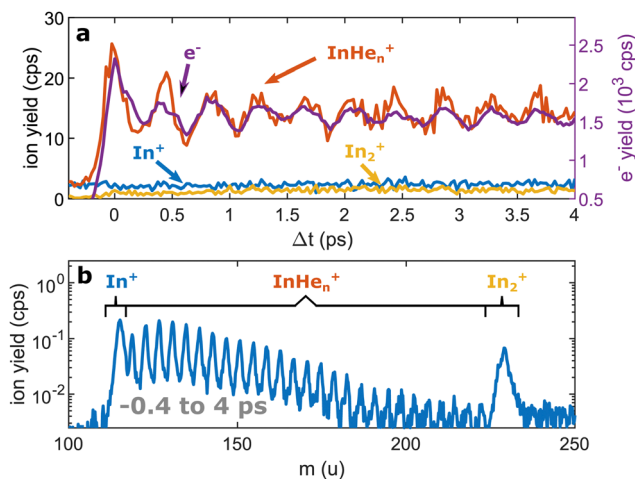 a
e⁻
InHeₙ⁺
In⁺
In₂⁺
ion yield (cps)
0
10
20
30
e⁻ yield (10³ cps)
0.5
1
1.5
2
2.5
0 0.5 1 1.5 2 2.5 3 3.5 4
Δt (ps)
b
In⁺ InHeₙ⁺ In₂⁺
ion yield (cps)
10⁰
10⁻¹
10⁻²
-0.4 to 4 ps
100 150 200 250
m (u)